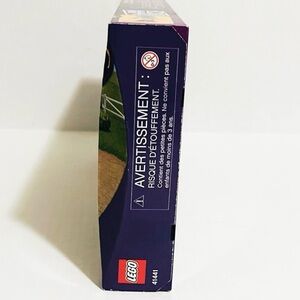 AVERTISSEMENT :
RISQUE D'ÉTOUFFEMENT.
Contient des petites pièces. Ne convient pas aux
enfants de moins de 3 ans.
LEGO
41441